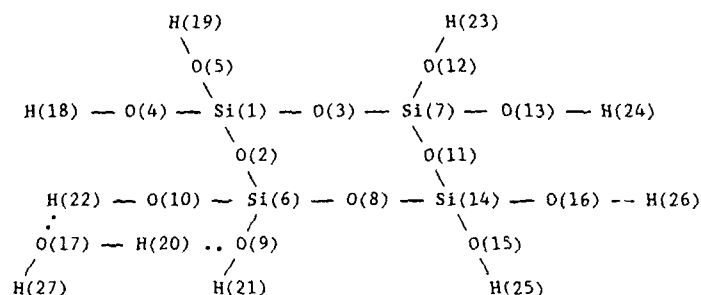 H(19) H(23)
O(5) O(12)
H(18) — O(4) — Si(1) — O(3) — Si(7) — O(13) — H(24)
O(2) O(11)
H(22) — O(10) — Si(6) — O(8) — Si(14) — O(16) -- H(26)
O(17) — H(20) .. O(9) O(15)
H(27) H(21) H(25)